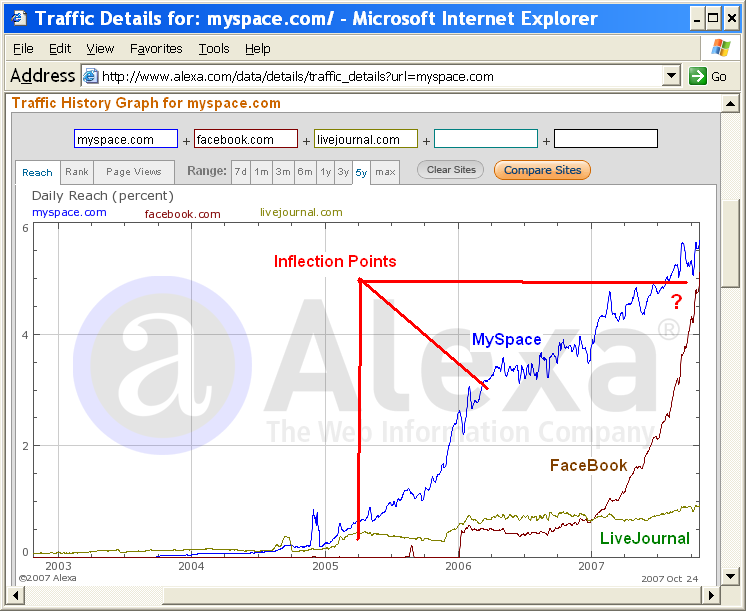 Traffic Details for: myspace.com/ - Microsoft Internet Explorer
File Edit View Favorites Tools Help
Address http://www.alexa.com/data/details/traffic_details?url=myspace.com Go
Traffic History Graph for myspace.com
myspace.com + facebook.com + livejournal.com + +
Reach Rank Page Views Range: 7d 1m 3m 6m 1y 3y 5y max Clear Sites Compare Sites
Daily Reach (percent)
myspace.com facebook.com livejournal.com
6
Inflection Points
?
4
MySpace
a Alexa®
The Web Information Company
2
FaceBook
LiveJournal
0
2003 2004 2005 2006 2007
©2007 Alexa 2007 Oct 24